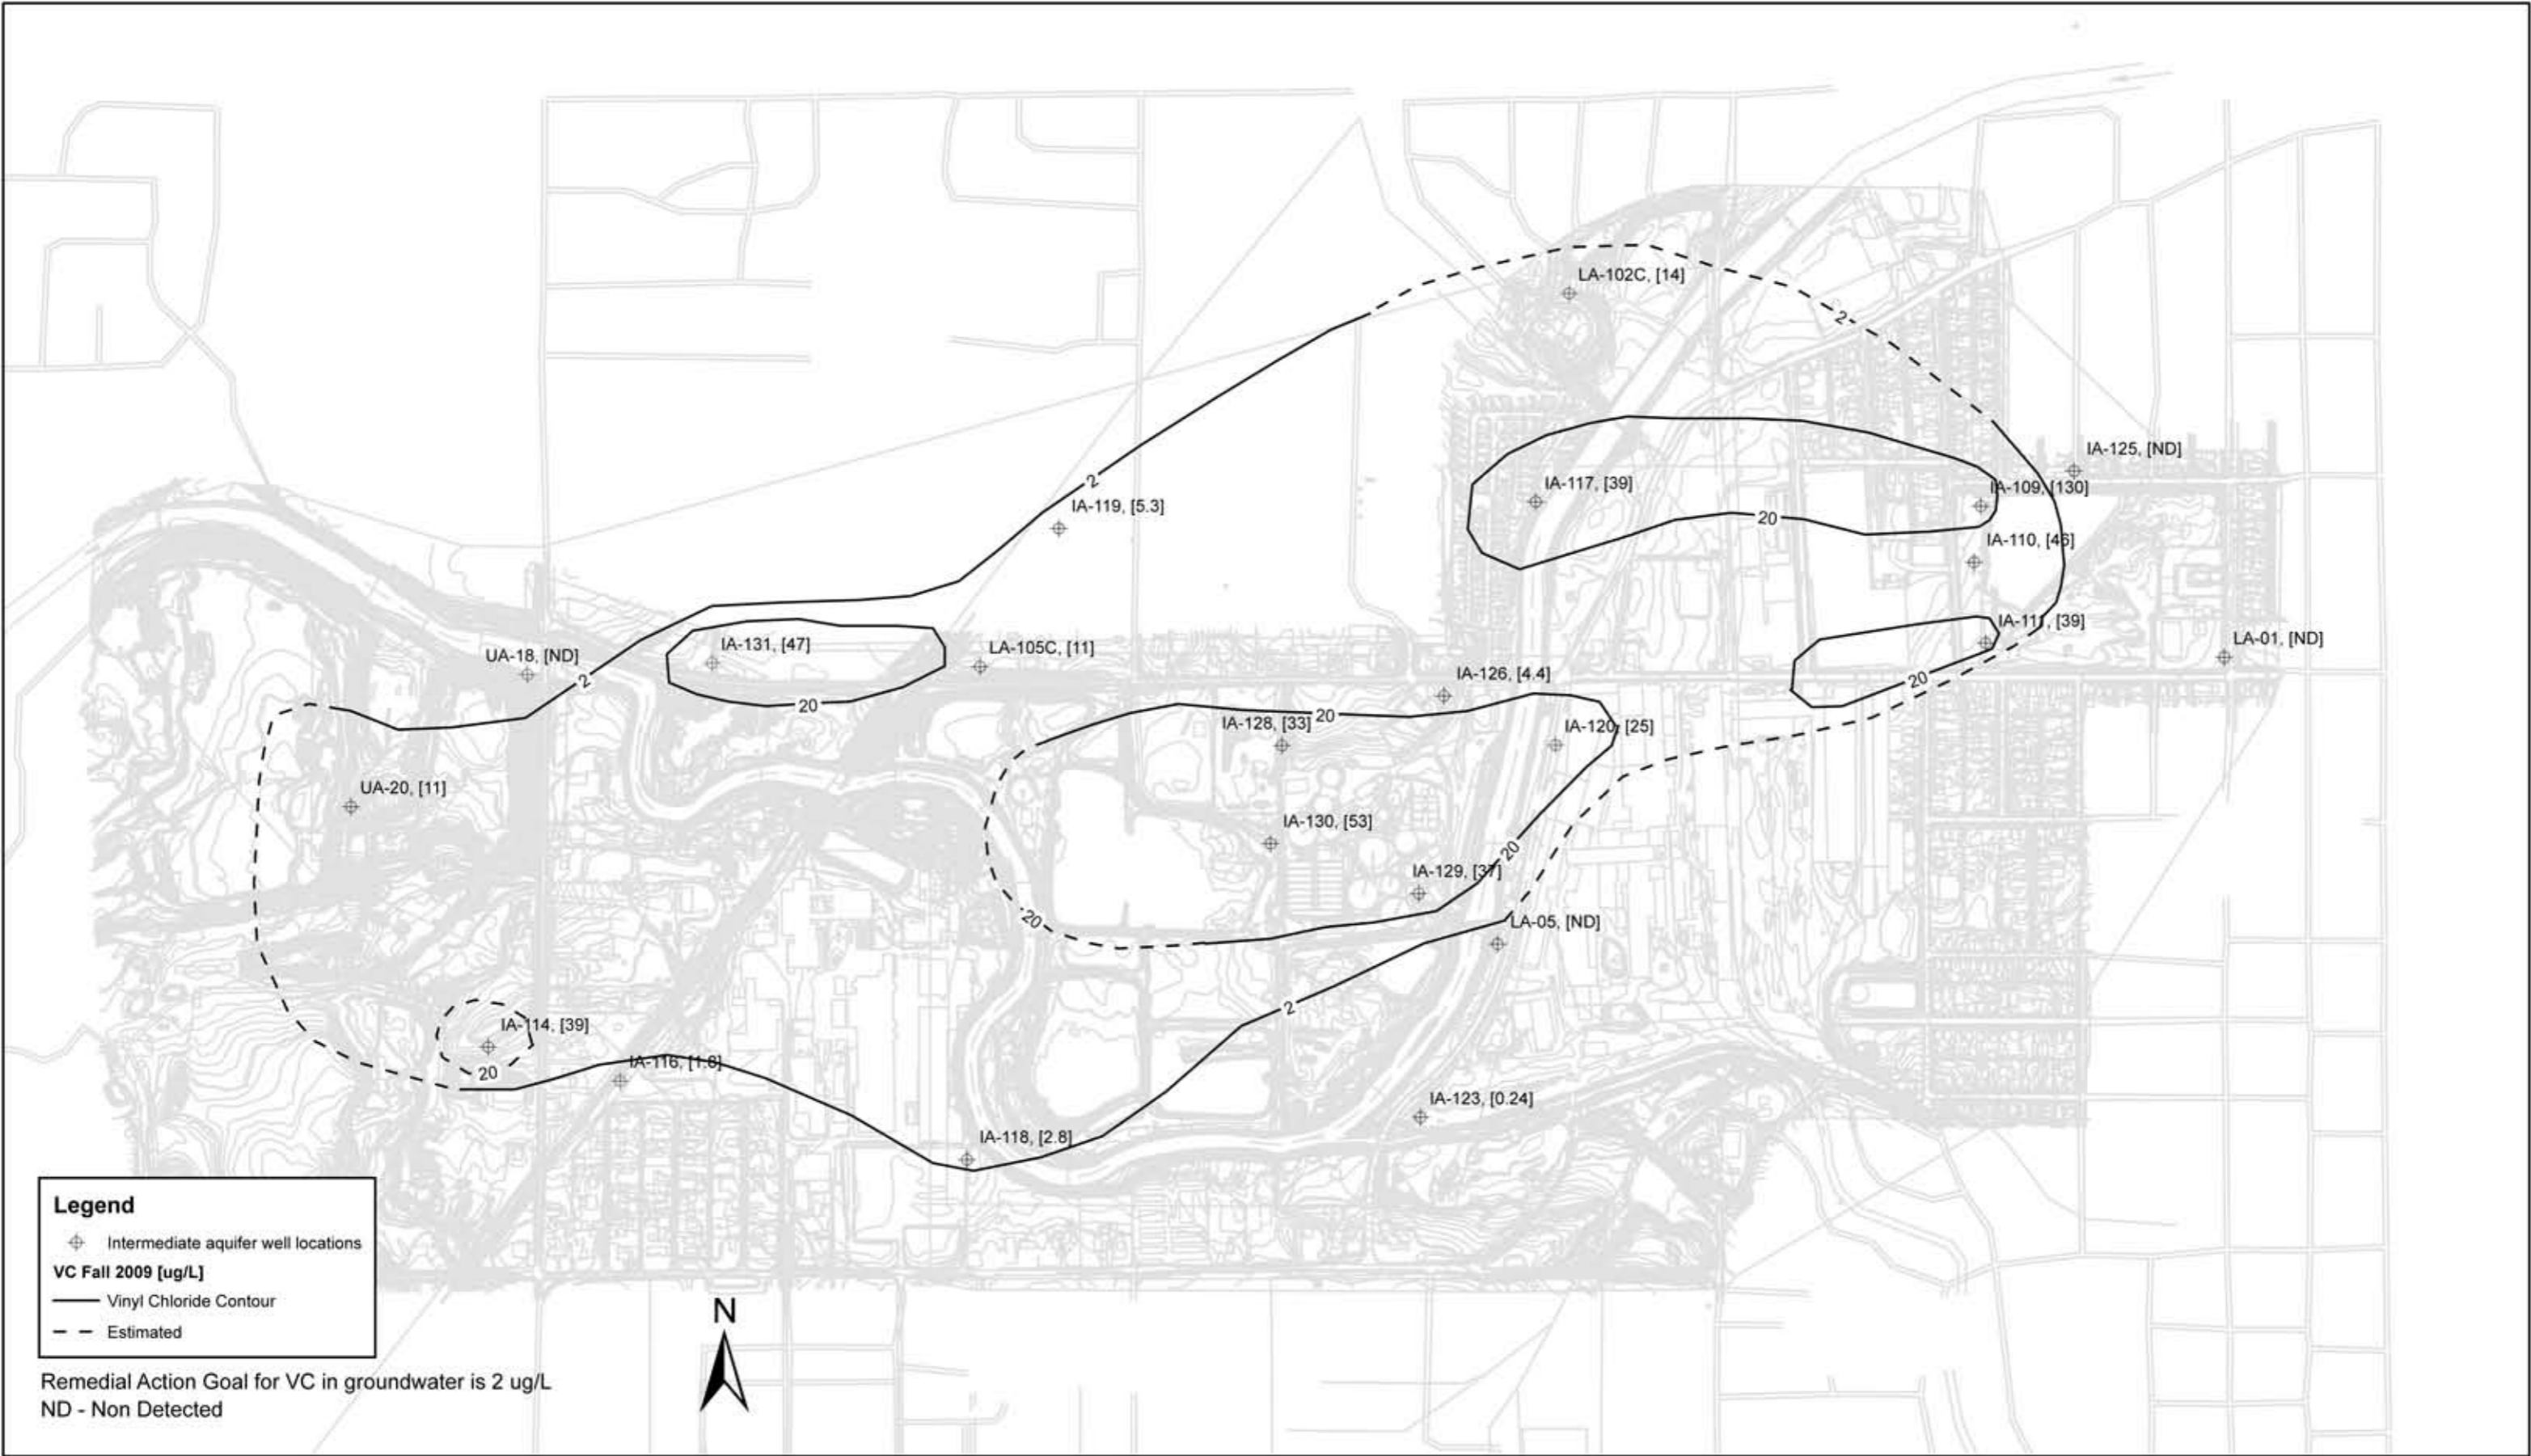 LA-102C, [14]
2
IA-125, [ND]
2
IA-117, [39]
IA-109, [130]
IA-119, [5.3]
20
IA-110, [46]
IA-111, [39]
IA-131, [47]
LA-105C, [11]
UA-18, [ND]
LA-01, [ND]
2
IA-126, [4.4]
20
20
IA-128, [33]
20
IA-120, [25]
UA-20, [11]
IA-130, [53]
20
IA-129, [37]
20
LA-05, [ND]
2
IA-114, [39]
20
IA-116, [1.8]
IA-123, [0.24]
IA-118, [2.8]
Legend
Intermediate aquifer well locations
VC Fall 2009 [ug/L]
Vinyl Chloride Contour
Estimated
N
Remedial Action Goal for VC in groundwater is 2 ug/L
ND - Non Detected